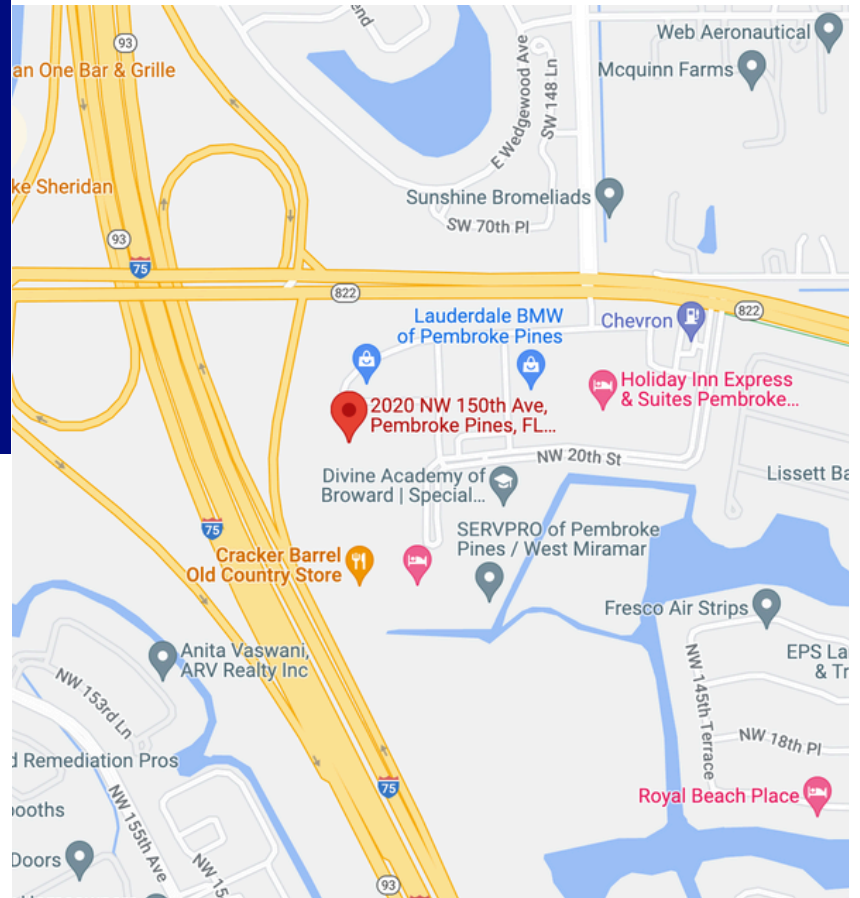 end
93
Web Aeronautical
an One Bar & Grille
Mcquinn Farms
E Wedgewood Ave
SW 148 Ln
ke Sheridan
Sunshine Bromeliads
SW 70th Pl
93
75
822
822
Lauderdale BMW
of Pembroke Pines
Chevron
Holiday Inn Express
& Suites Pembroke...
2020 NW 150th Ave,
Pembroke Pines, FL...
NW 20th St
Divine Academy of
Broward | Special...
Lissett Ba
75
SERVPRO of Pembroke
Pines / West Miramar
Cracker Barrel
Old Country Store
Fresco Air Strips
Anita Vaswani,
ARV Realty Inc
EPS La
& Tr
NW 153rd Ln
NW 145th Terrace
NW 18th Pl
d Remediation Pros
75
Royal Beach Place
ooths
NW 155th Ave
Doors
NW 15
93